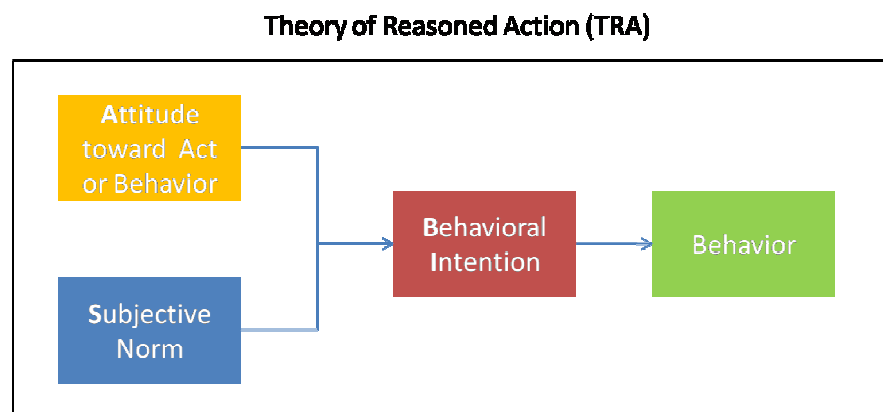 Theory of Reasoned Action (TRA)
Attitude
toward Act
or Behavior
Subjective
Norm
Behavioral
Intention
Behavior